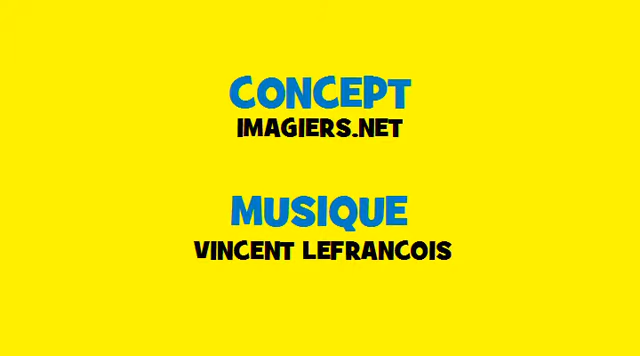 CONCEPT
IMAGIERS.NET
MUSIQUE
VINCENT LEFRANCOIS